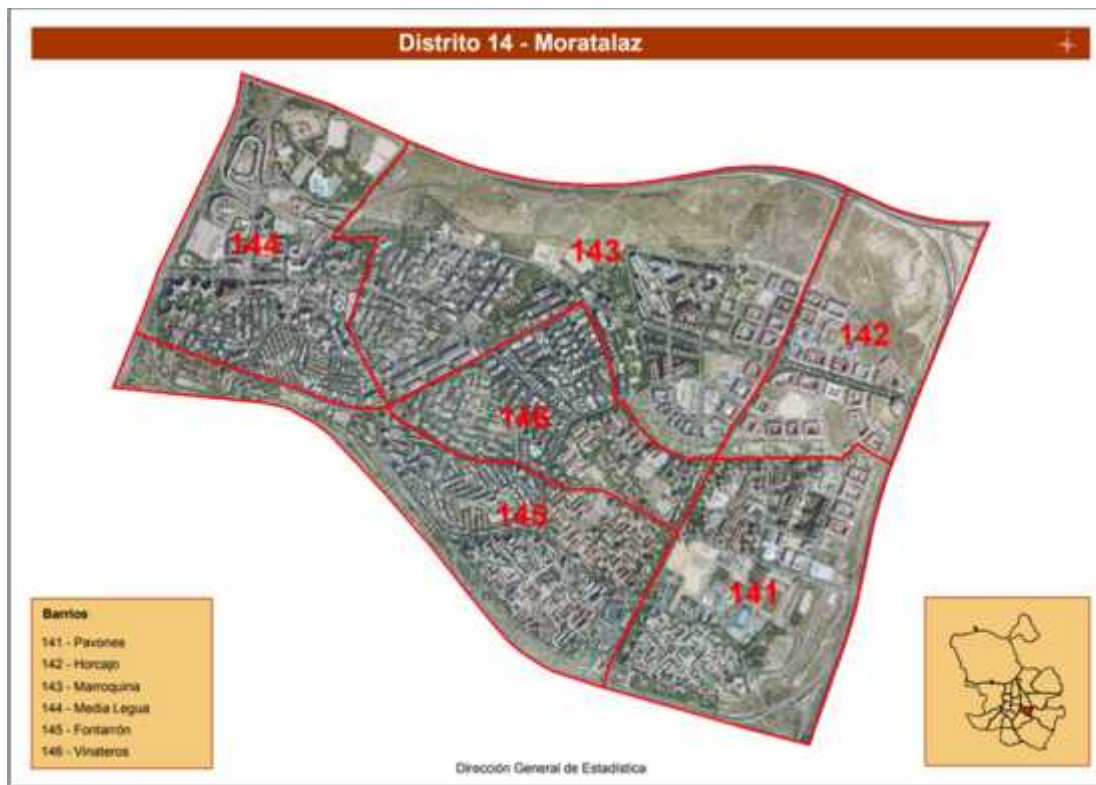 Distrito 14 - Moratalaz
144
143
142
146
145
141
Barrios
141 - Pavones
142 - Horcajo
143 - Marroquina
144 - Media Legua
145 - Fontarrón
146 - Vinateros
Dirección General de Estadística